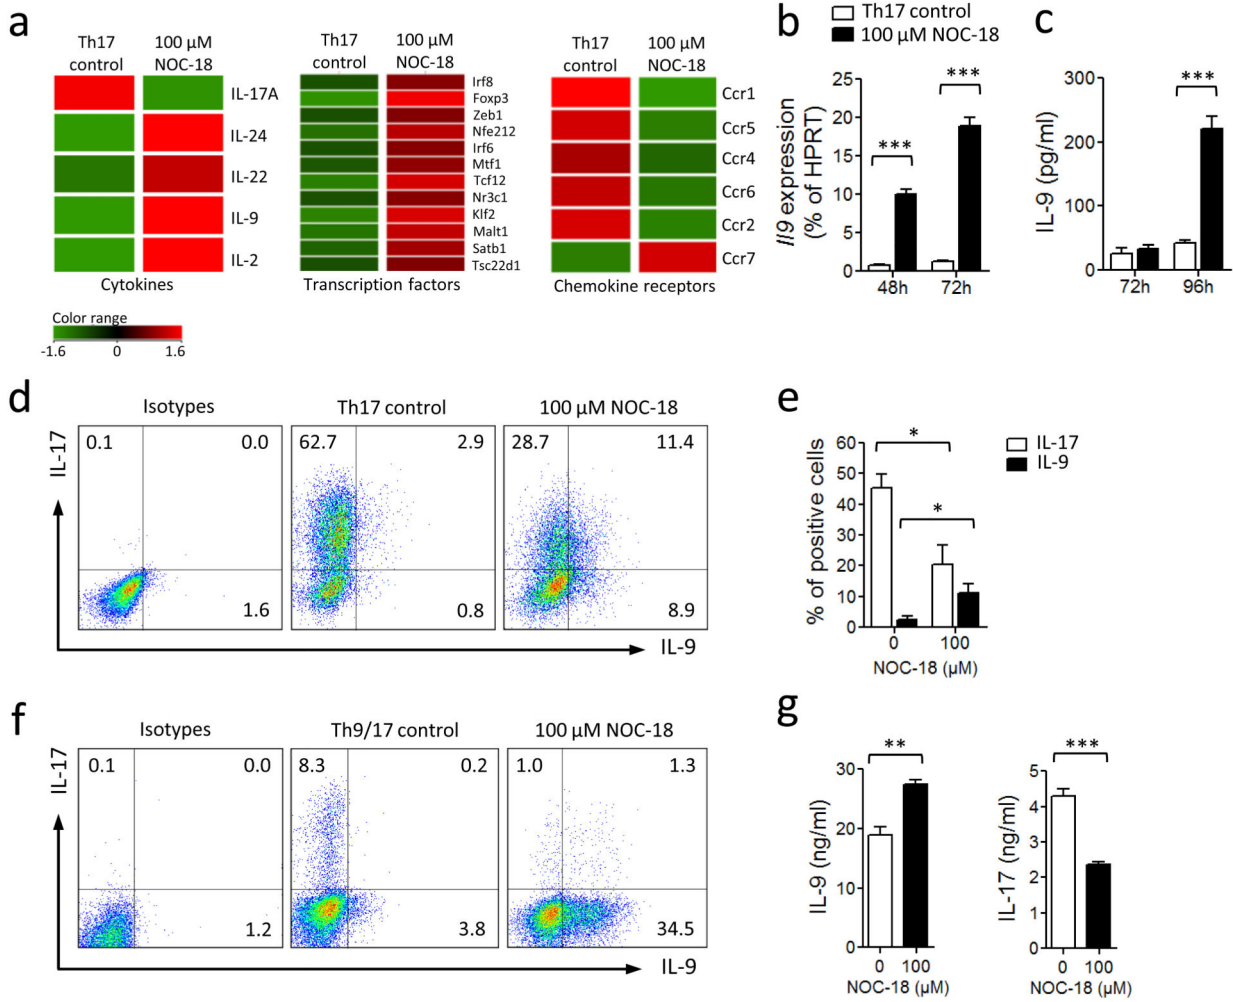 a
Th17
control
100 µM
NOC-18
IL-17A
IL-24
IL-22
IL-9
IL-2
Cytokines
Th17
control
100 µM
NOC-18
Irf8
Foxp3
Zeb1
Nfe212
Irf6
Mtf1
Tcf12
Nr3c1
Klf2
Malt1
Satb1
Tsc22d1
Transcription factors
Th17
control
100 µM
NOC-18
Ccr1
Ccr5
Ccr4
Ccr6
Ccr2
Ccr7
Chemokine receptors
Color range
-1.6 0 1.6
b
Th17 control
100 µM NOC-18
Il9 expression
(% of HPRT)
25
20
15
10
5
0
***
***
48h 72h
c
IL-9 (pg/ml)
300
200
100
0
***
72h 96h
d
IL-17
Isotypes
0.1 0.0
1.6
Th17 control
62.7 2.9
0.8
100 µM NOC-18
28.7 11.4
8.9
IL-9
e
% of positive cells
60
50
40
30
20
10
0
*
*
0 100
NOC-18 (µM)
IL-17
IL-9
f
IL-17
Isotypes
0.1 0.0
1.2
Th9/17 control
8.3 0.2
3.8
100 µM NOC-18
1.0 1.3
34.5
IL-9
g
IL-9 (ng/ml)
30
20
10
0
**
0 100
NOC-18 (µM)
IL-17 (ng/ml)
5
4
3
2
1
0
***
0 100
NOC-18 (µM)